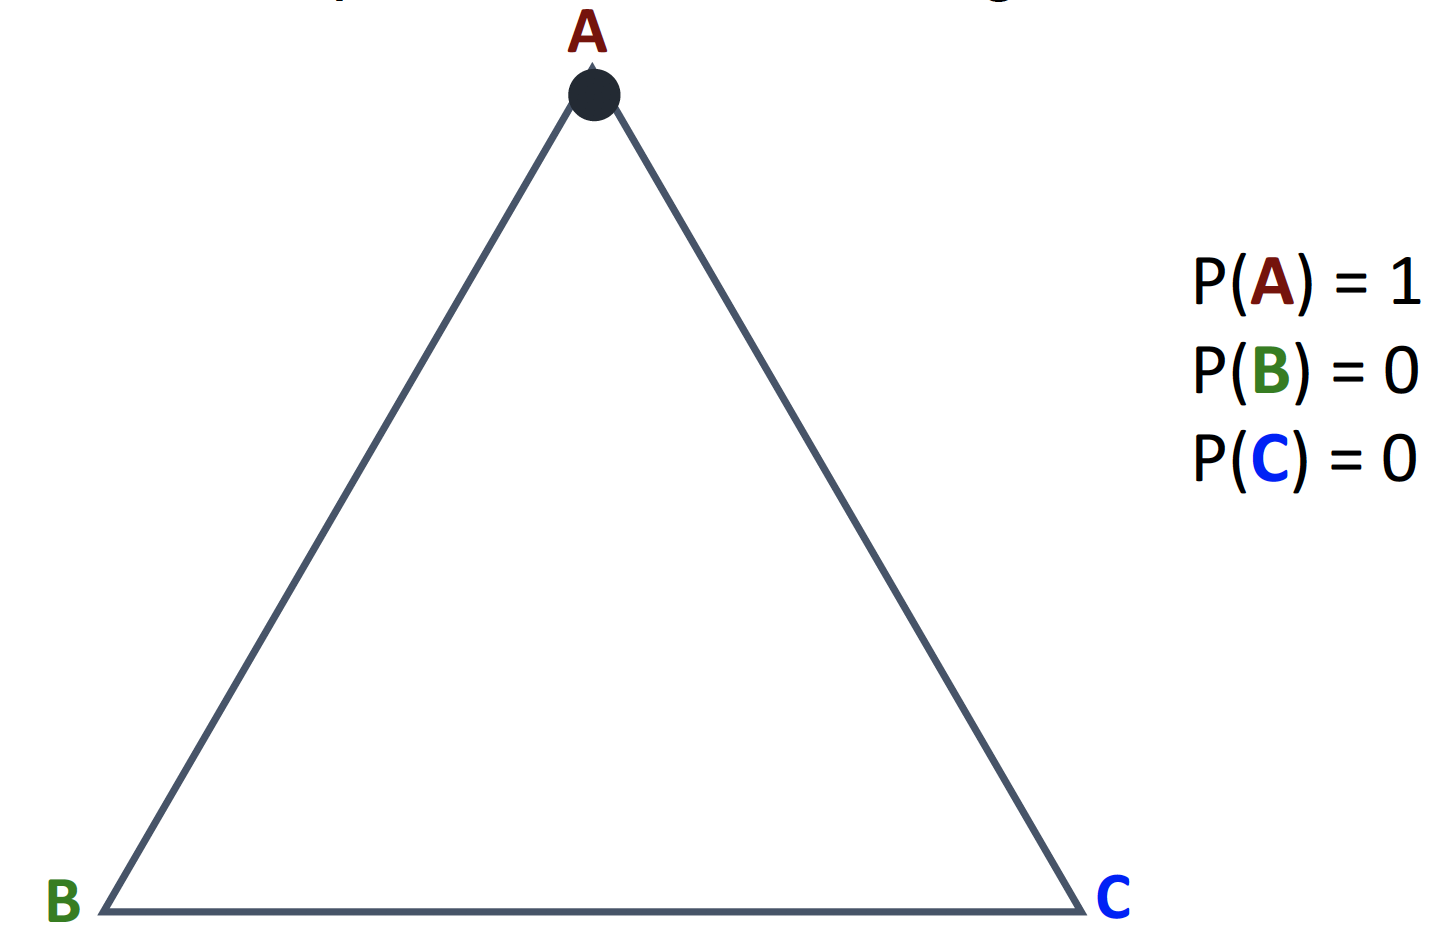 A
P(A) = 1
P(B) = 0
P(C) = 0
B
C